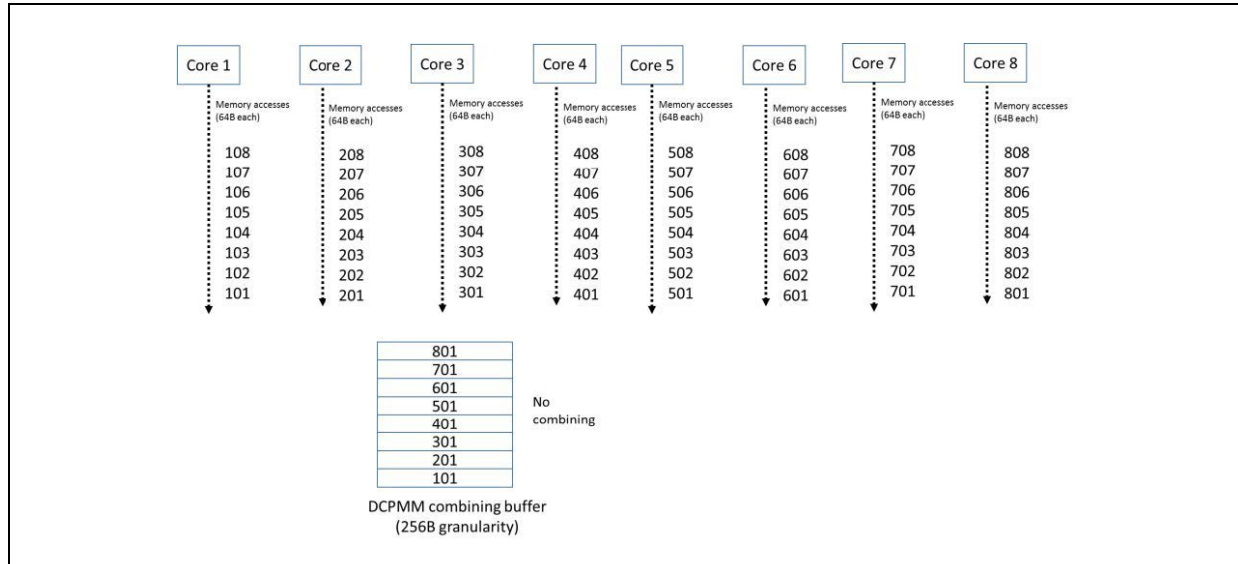 Core 1
Core 2
Core 3
Core 4
Core 5
Core 6
Core 7
Core 8
Memory accesses
(64B each)
Memory accesses
(64B each)
Memory accesses
(64B each)
Memory accesses
(64B each)
Memory accesses
(64B each)
Memory accesses
(64B each)
Memory accesses
(64B each)
Memory accesses
(64B each)
108 208 308 408 508 608 708 808
107 207 307 407 507 607 707 807
106 206 306 406 506 606 706 806
105 205 305 405 505 605 705 805
104 204 304 404 504 604 704 804
103 203 303 403 503 603 703 803
102 202 302 402 502 602 702 802
101 201 301 401 501 601 701 801
801
701
601
501
401
301
201
101
No
combining
DCPMM combining buffer
(256B granularity)